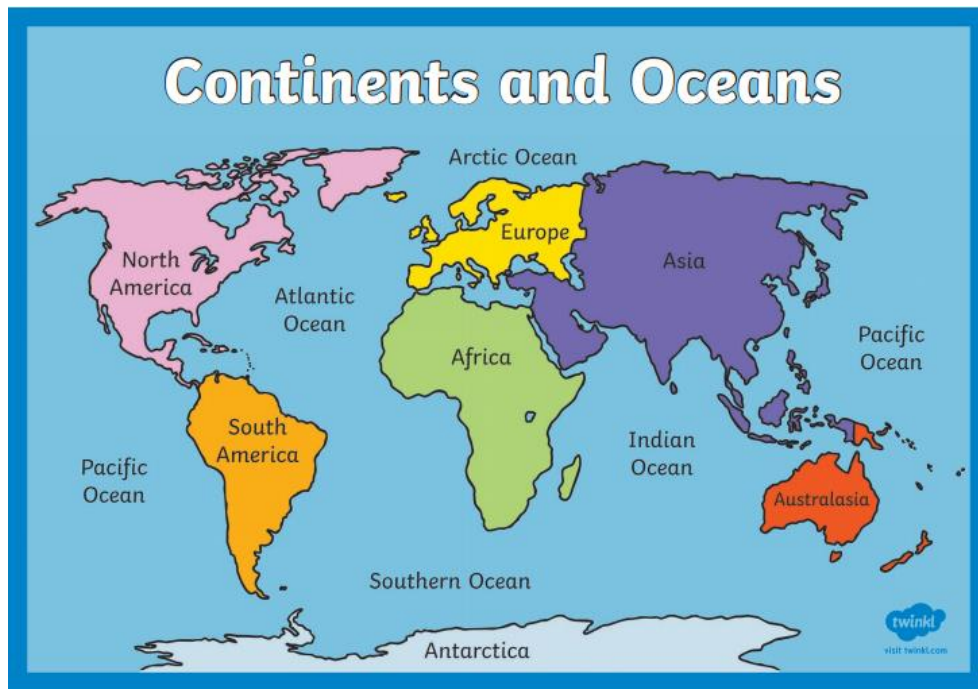 Continents and Oceans
Arctic Ocean
Europe
North
America
Asia
Atlantic
Ocean
Pacific
Ocean
Africa
South
America
Indian
Ocean
Pacific
Ocean
Australasia
Southern Ocean
Antarctica
twinkl
visit twinkl.com